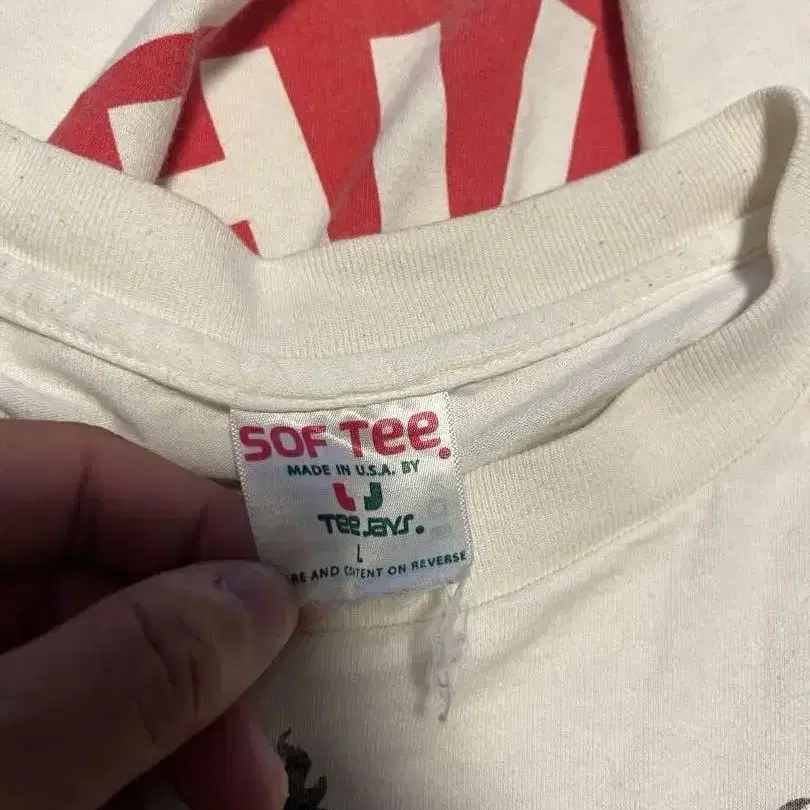 SOF Tee.
MADE IN U.S.A. BY
TEE JAYS.
L
RE AND CONTENT ON REVERSE